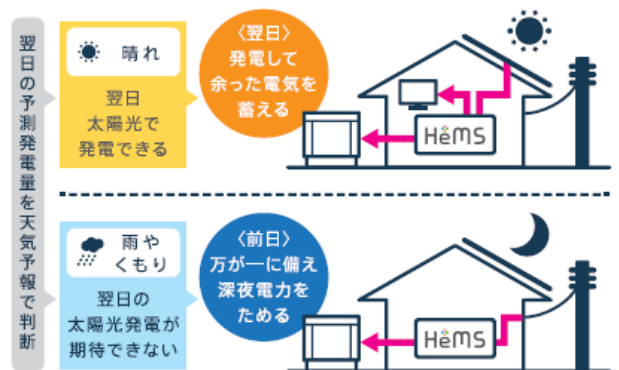 翌日の予測発電量を天気予報で判断
晴れ
翌日
太陽光で
発電できる
〈翌日〉
発電して
余った電気を
蓄える
HeMS
雨や
くもり
翌日の
太陽光発電が
期待できない
〈前日〉
万が一に備え
深夜電力を
ためる
HeMS